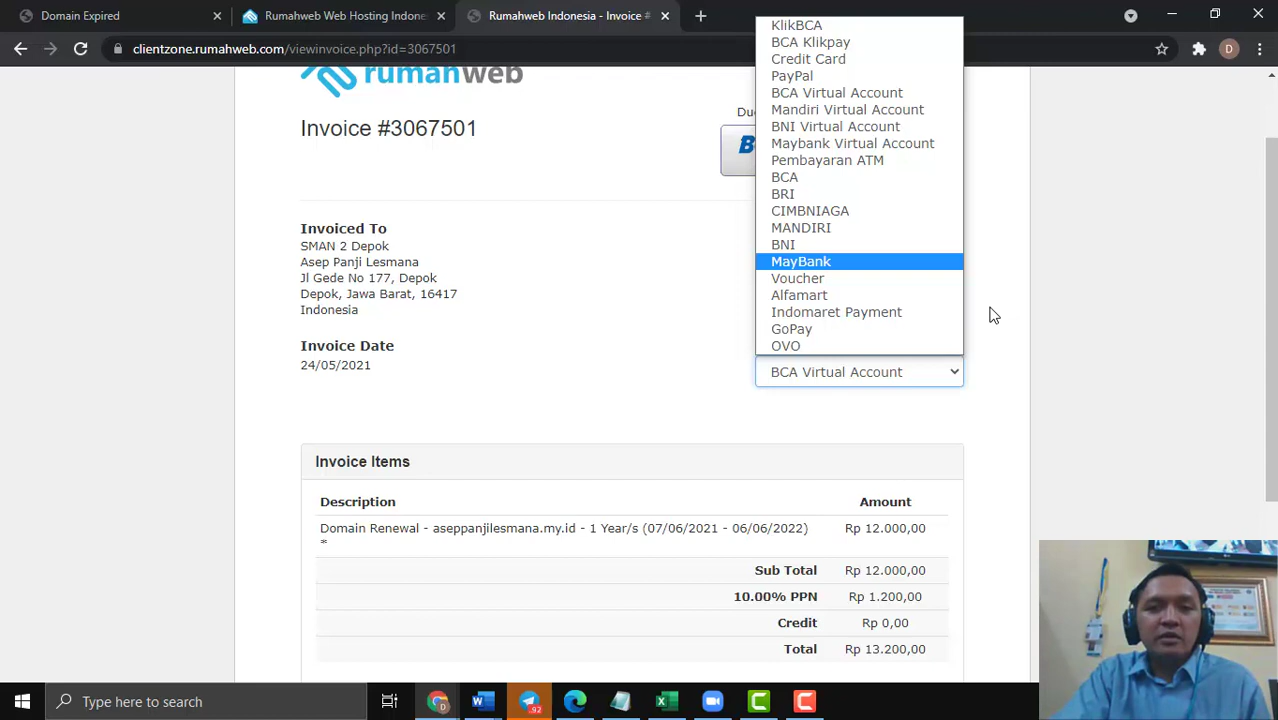 Domain Expired
Rumahweb Web Hosting Indone
Rumahweb Indonesia - Invoice #
clientzone.rumahweb.com/viewinvoice.php?id=3067501
D
rumahweb
Invoice #3067501
Du
B
Invoiced To
SMAN 2 Depok
Asep Panji Lesmana
Jl Gede No 177, Depok
Depok, Jawa Barat, 16417
Indonesia
Invoice Date
24/05/2021
KlikBCA
BCA Klikpay
Credit Card
PayPal
BCA Virtual Account
Mandiri Virtual Account
BNI Virtual Account
Maybank Virtual Account
Pembayaran ATM
BCA
BRI
CIMBNIAGA
MANDIRI
BNI
MayBank
Voucher
Alfamart
Indomaret Payment
GoPay
OVO
BCA Virtual Account
Invoice Items
Description Amount
Domain Renewal - aseppanjilesmana.my.id - 1 Year/s (07/06/2021 - 06/06/2022) Rp 12.000,00
*
Sub Total Rp 12.000,00
10.00% PPN Rp 1.200,00
Credit Rp 0,00
Total Rp 13.200,00
Type here to search
92